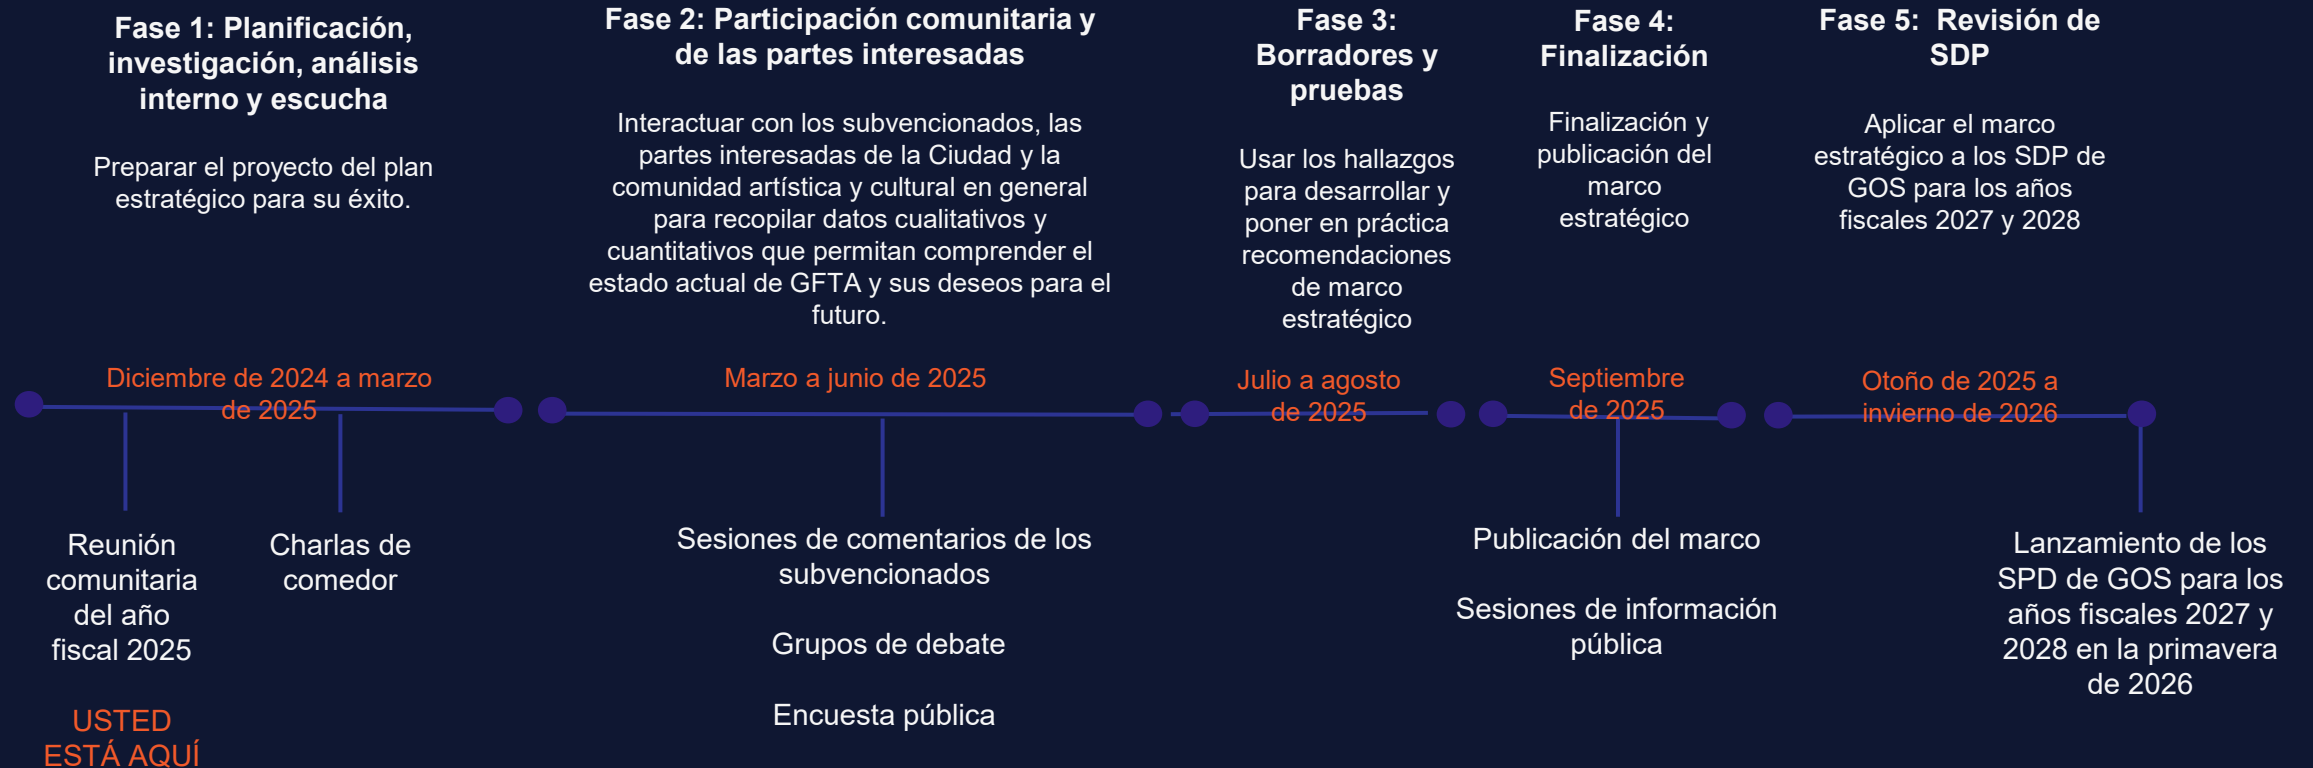 Fase 1: Planificación,
investigación, análisis
interno y escucha
Preparar el proyecto del plan
estratégico para su éxito.
Diciembre de 2024 a marzo
de 2025
Reunión
comunitaria
del año
fiscal 2025
USTED
ESTÁ AQUÍ
Charlas de
comedor
Fase 2: Participación comunitaria y
de las partes interesadas
Interactuar con los subvencionados, las
partes interesadas de la Ciudad y la
comunidad artística y cultural en general
para recopilar datos cualitativos y
cuantitativos que permitan comprender el
estado actual de GFTA y sus deseos para el
futuro.
Marzo a junio de 2025
Sesiones de comentarios de los
subvencionados
Grupos de debate
Encuesta pública
Fase 3:
Borradores y
pruebas
Usar los hallazgos
para desarrollar y
poner en práctica
recomendaciones
de marco
estratégico
Julio a agosto
de 2025
Fase 4:
Finalización
Finalización y
publicación del
marco
estratégico
Septiembre
de 2025
Publicación del marco
Sesiones de información
pública
Fase 5:  Revisión de
SDP
Aplicar el marco
estratégico a los SDP de
GOS para los años
fiscales 2027 y 2028
Otoño de 2025 a
invierno de 2026
Lanzamiento de los
SPD de GOS para los
años fiscales 2027 y
2028 en la primavera
de 2026